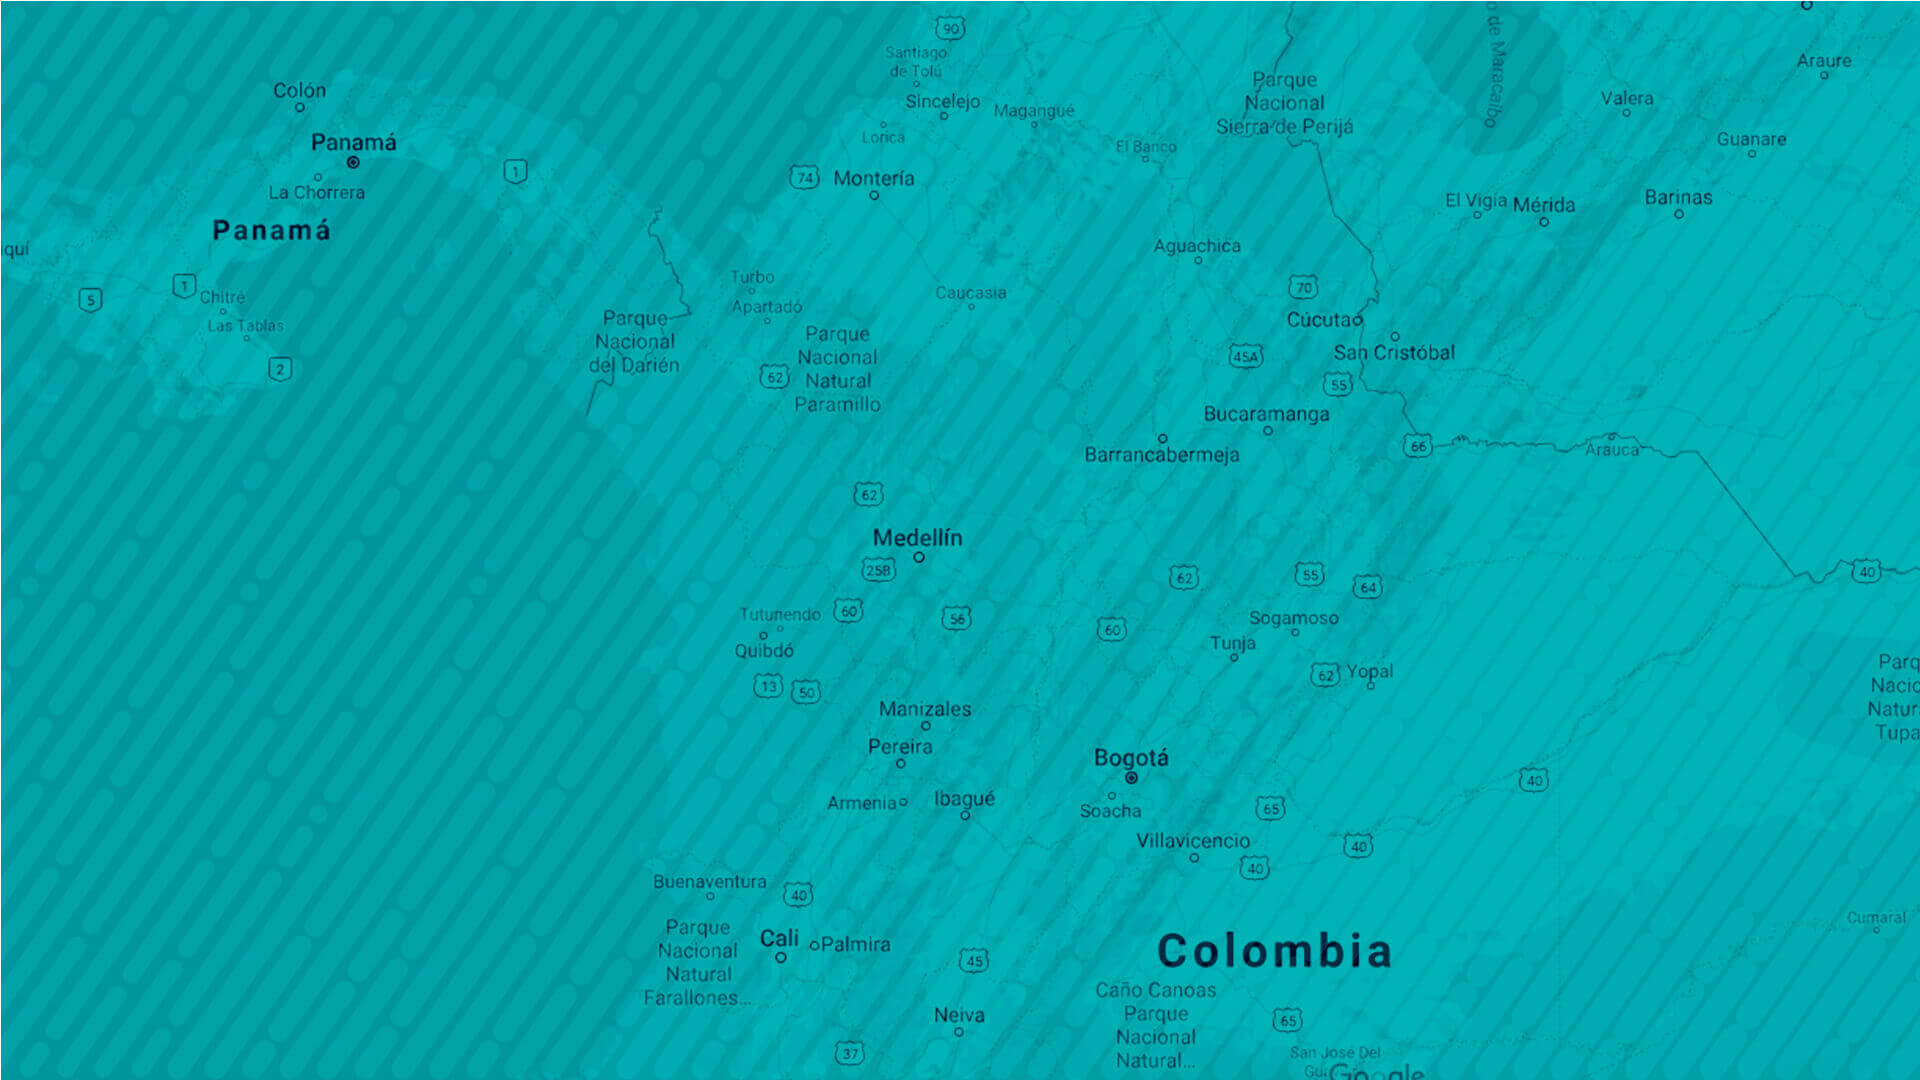 90
Santiago
de Tolú
Sincelejo
Magangué
Lorica
El Banco
Parque
Nacional
Sierra de Perijá
o de Maracaibo
Araure
Valera
Guanare
Colón
Panamá
La Chorrera
Panamá
1
74
Montería
El Vigía
Mérida
Barinas
quí
5
1
Chitré
Las Tablas
2
Aguachica
Turbo
Apartadó
Caucasia
70
Cúcuta
San Cristóbal
Parque
Nacional
del Darién
62
Parque
Nacional
Natural
Paramillo
45A
55
Bucaramanga
Barrancabermeja
66
Arauca
62
Medellín
25B
62
55
64
40
Tutunendo
60
56
60
Sogamoso
Tunja
Quibdó
62
Yopal
13
50
Parq
Nacio
Natura
Tupa
Manizales
Pereira
Bogotá
40
Armenia
Ibagué
Soacha
65
Villavicencio
40
40
Buenaventura
40
Parque
Nacional
Natural
Farallones...
Cali
Palmira
45
Colombia
Cumaral
Caño Canoas
Parque
Nacional
Natural...
Neiva
65
37
San José Del
Gu
Google